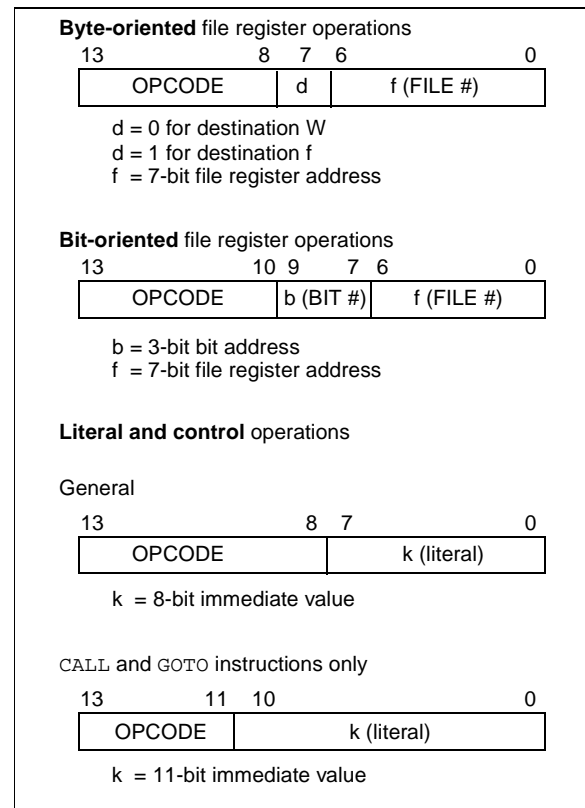 Byte-oriented file register operations
13 8 7 6 0
OPCODE d f (FILE #)
d = 0 for destination W
d = 1 for destination f
f = 7-bit file register address
Bit-oriented file register operations
13 10 9 7 6 0
OPCODE b (BIT #) f (FILE #)
b = 3-bit bit address
f = 7-bit file register address
Literal and control operations
General
13 8 7 0
OPCODE k (literal)
k = 8-bit immediate value
CALL and GOTO instructions only
13 11 10 0
OPCODE k (literal)
k = 11-bit immediate value